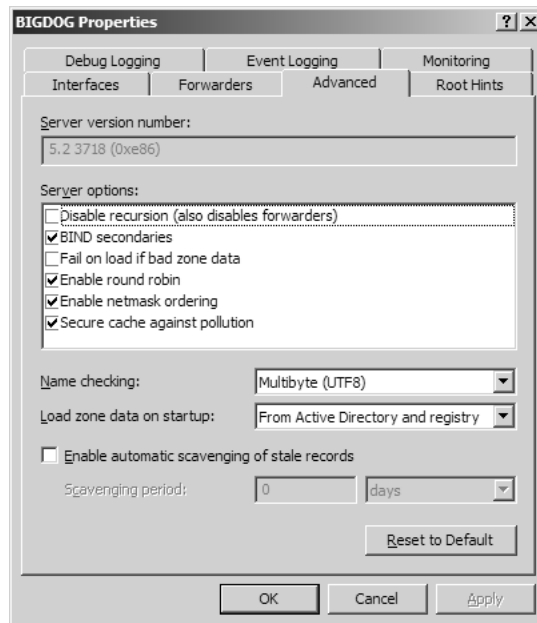 BIGDOG Properties
Debug Logging Event Logging Monitoring
Interfaces Forwarders Advanced Root Hints
Server version number:
5.2 3718 (0xe86)
Server options:
Disable recursion (also disables forwarders)
BIND secondaries
Fail on load if bad zone data
Enable round robin
Enable netmask ordering
Secure cache against pollution
Name checking: Multibyte (UTF8)
Load zone data on startup: From Active Directory and registry
Enable automatic scavenging of stale records
Scavenging period: 0 days
Reset to Default
OK Cancel Apply